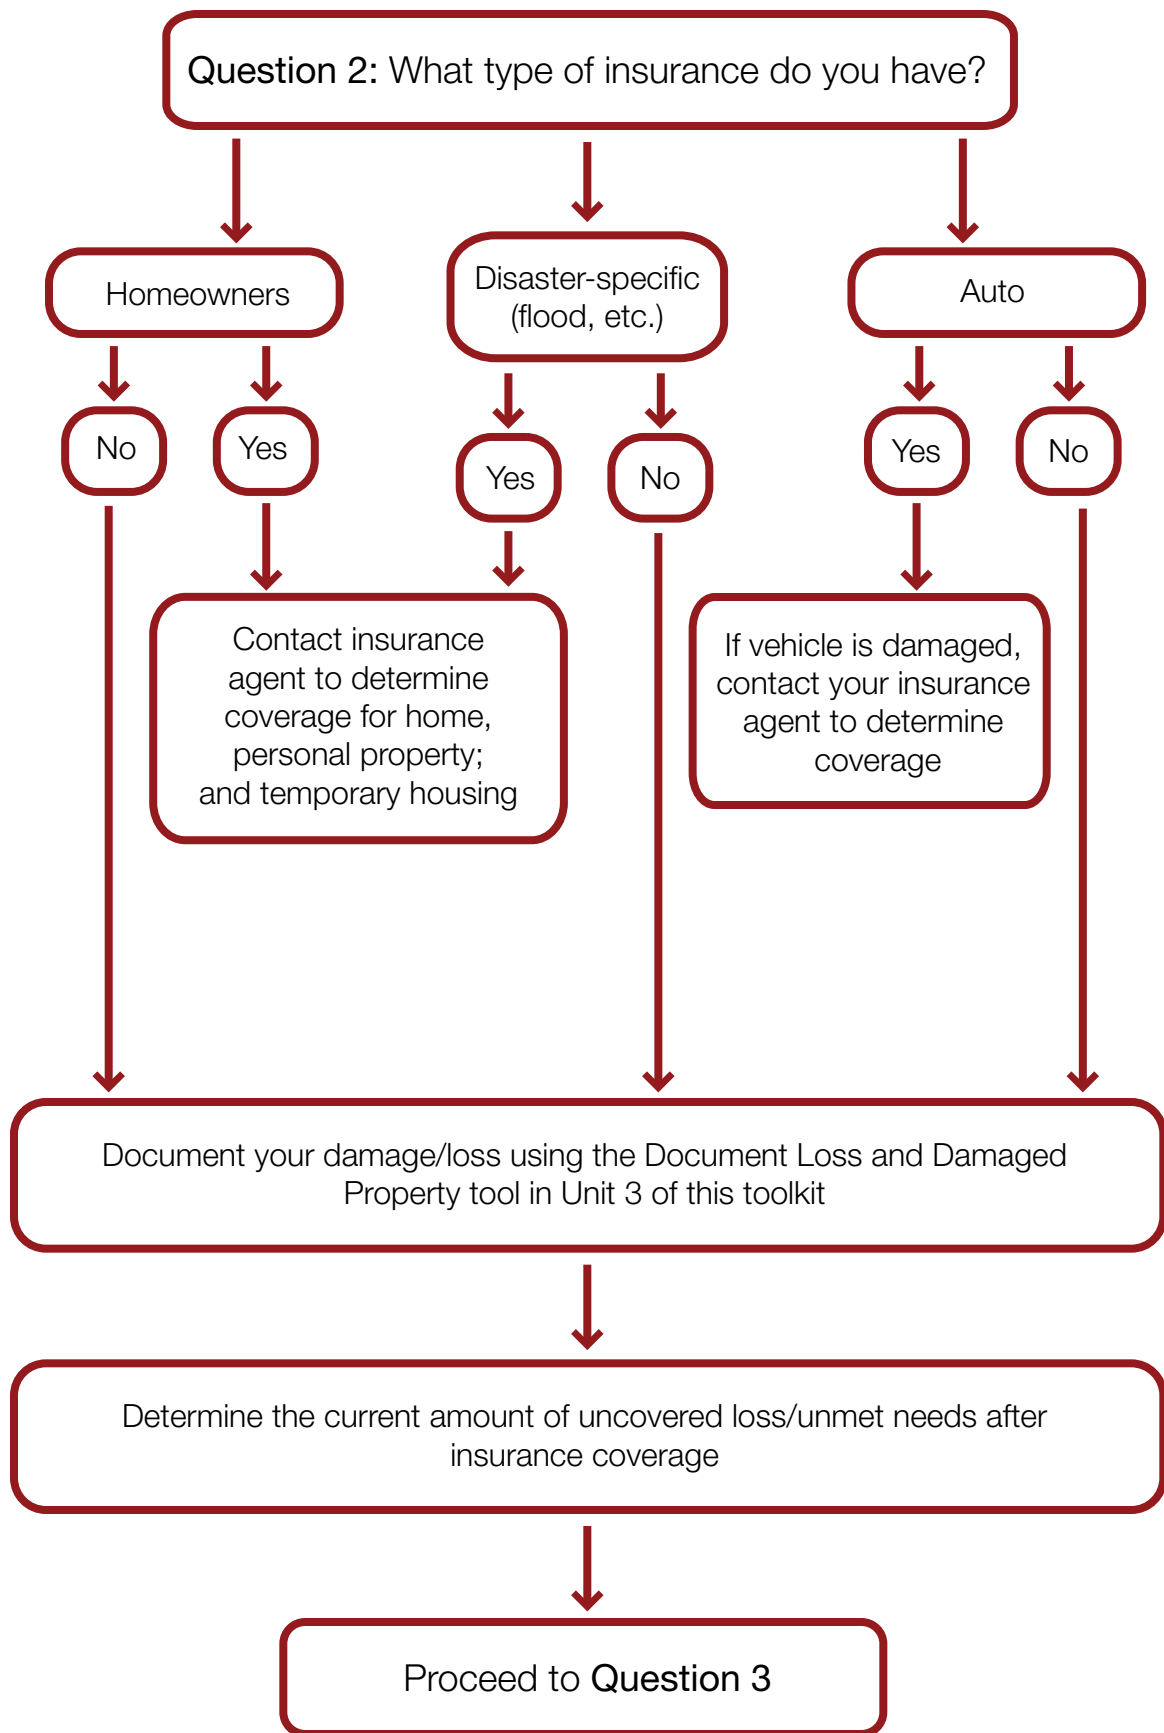 Question 2: What type of insurance do you have?
Homeowners
Disaster-specific
(flood, etc.)
Auto
No
Yes
Yes
No
Yes
No
Contact insurance
agent to determine
coverage for home,
personal property;
and temporary housing
If vehicle is damaged,
contact your insurance
agent to determine
coverage
Document your damage/loss using the Document Loss and Damaged
Property tool in Unit 3 of this toolkit
Determine the current amount of uncovered loss/unmet needs after
insurance coverage
Proceed to Question 3